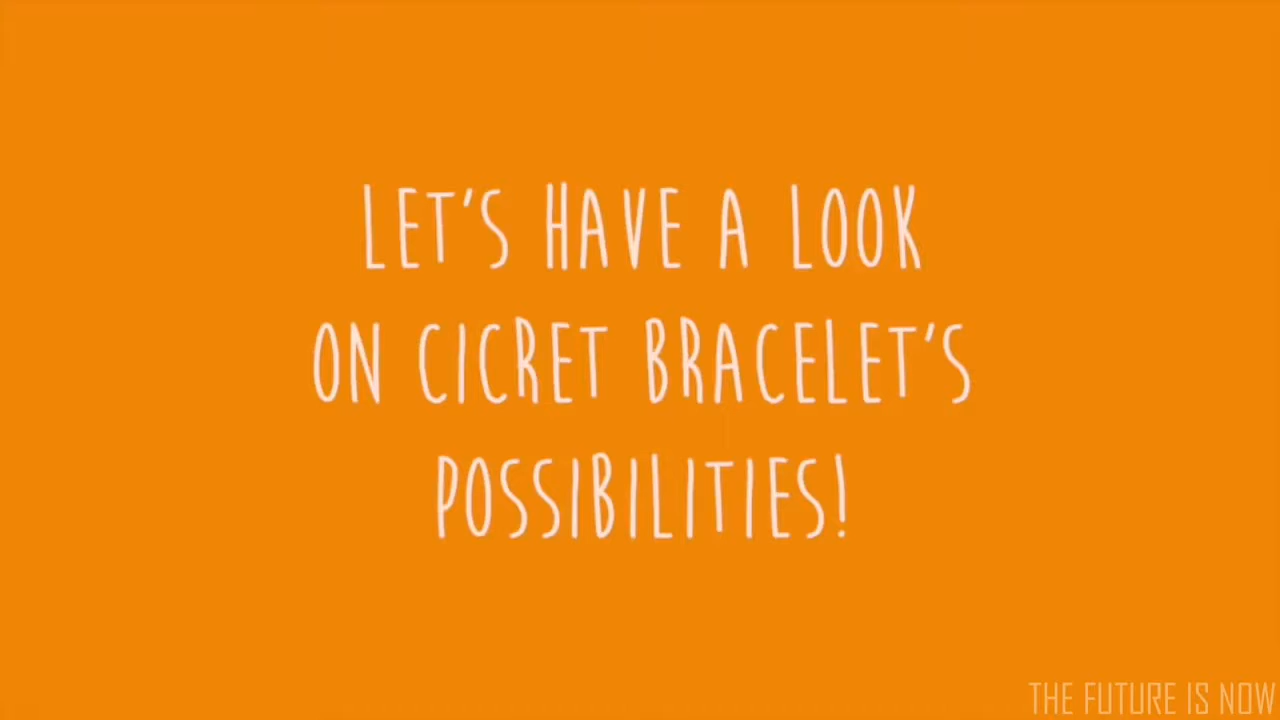 LET'S HAVE A LOOK
ON CICRET BRACELET'S
POSSIBILITIES!
THE FUTURE IS NOW